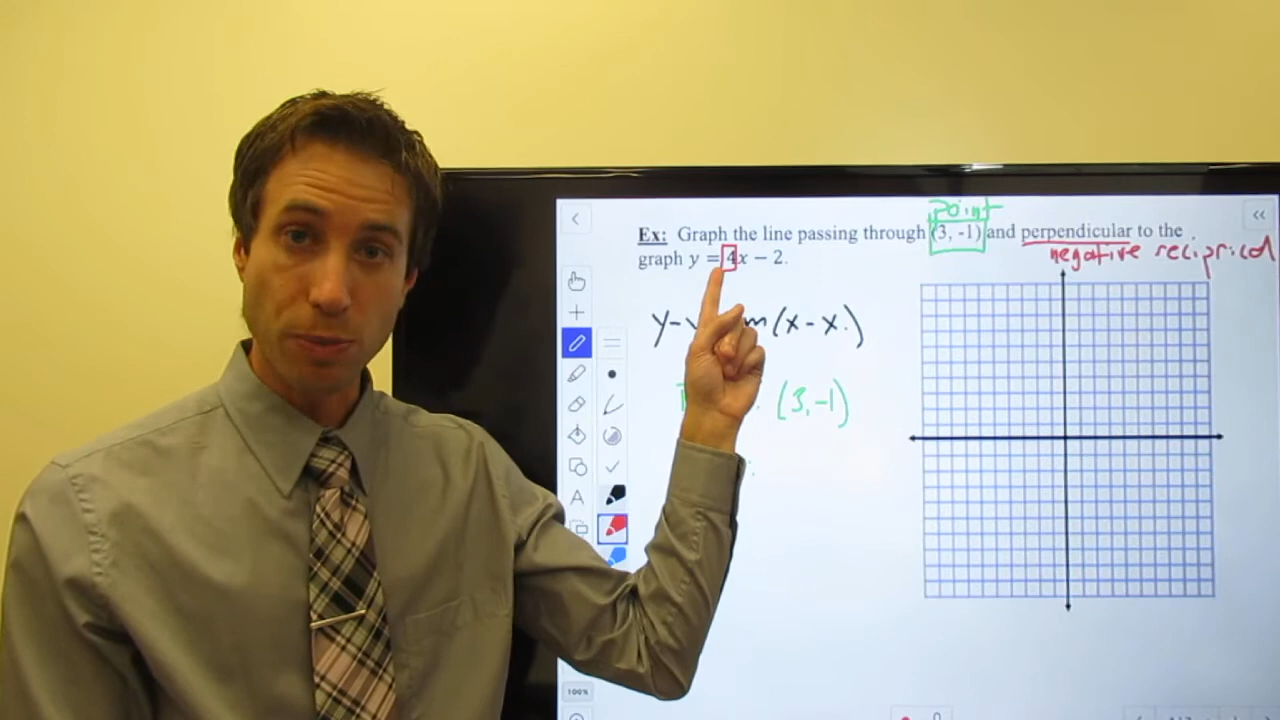 point
Ex: Graph the line passing through (3, -1) and perpendicular to the
negative reciprical
graph y = 4x − 2.
y- m(x-x.)
(3,-1)
A
100%